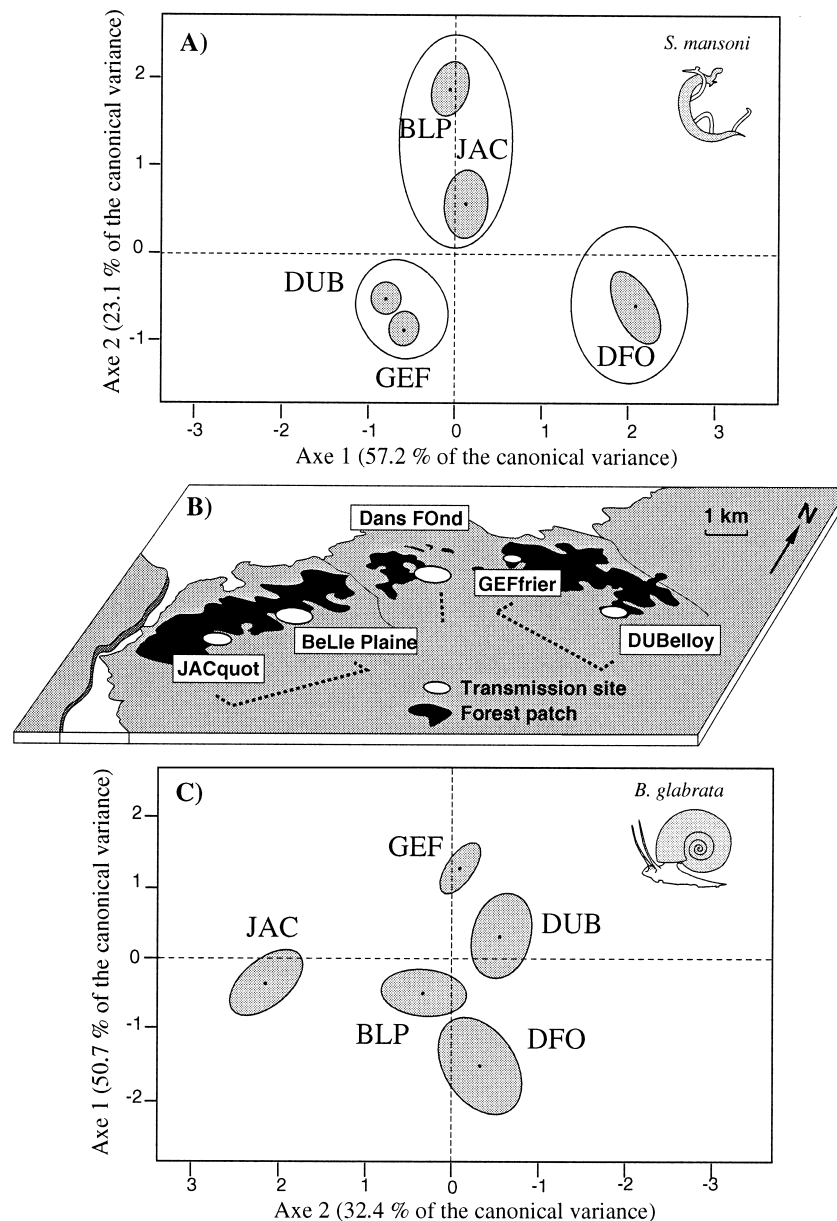 A)
S. mansoni
Axe 2 (23.1 % of the canonical variance)
2
1
0
-1
BLP
JAC
DUB
GEF
DFO
-3
-2
-1
0
1
2
3
Axe 1 (57.2 % of the canonical variance)
B)
Dans FOnd
1 km
N
GEFfrier
BeLle Plaine
DUBelloy
JACquot
Transmission site
Forest patch
C)
B. glabrata
Axe 1 (50.7 % of the canonical variance)
2
1
0
-1
-2
GEF
JAC
DUB
BLP
DFO
3
2
1
0
-1
-2
-3
Axe 2 (32.4 % of the canonical variance)